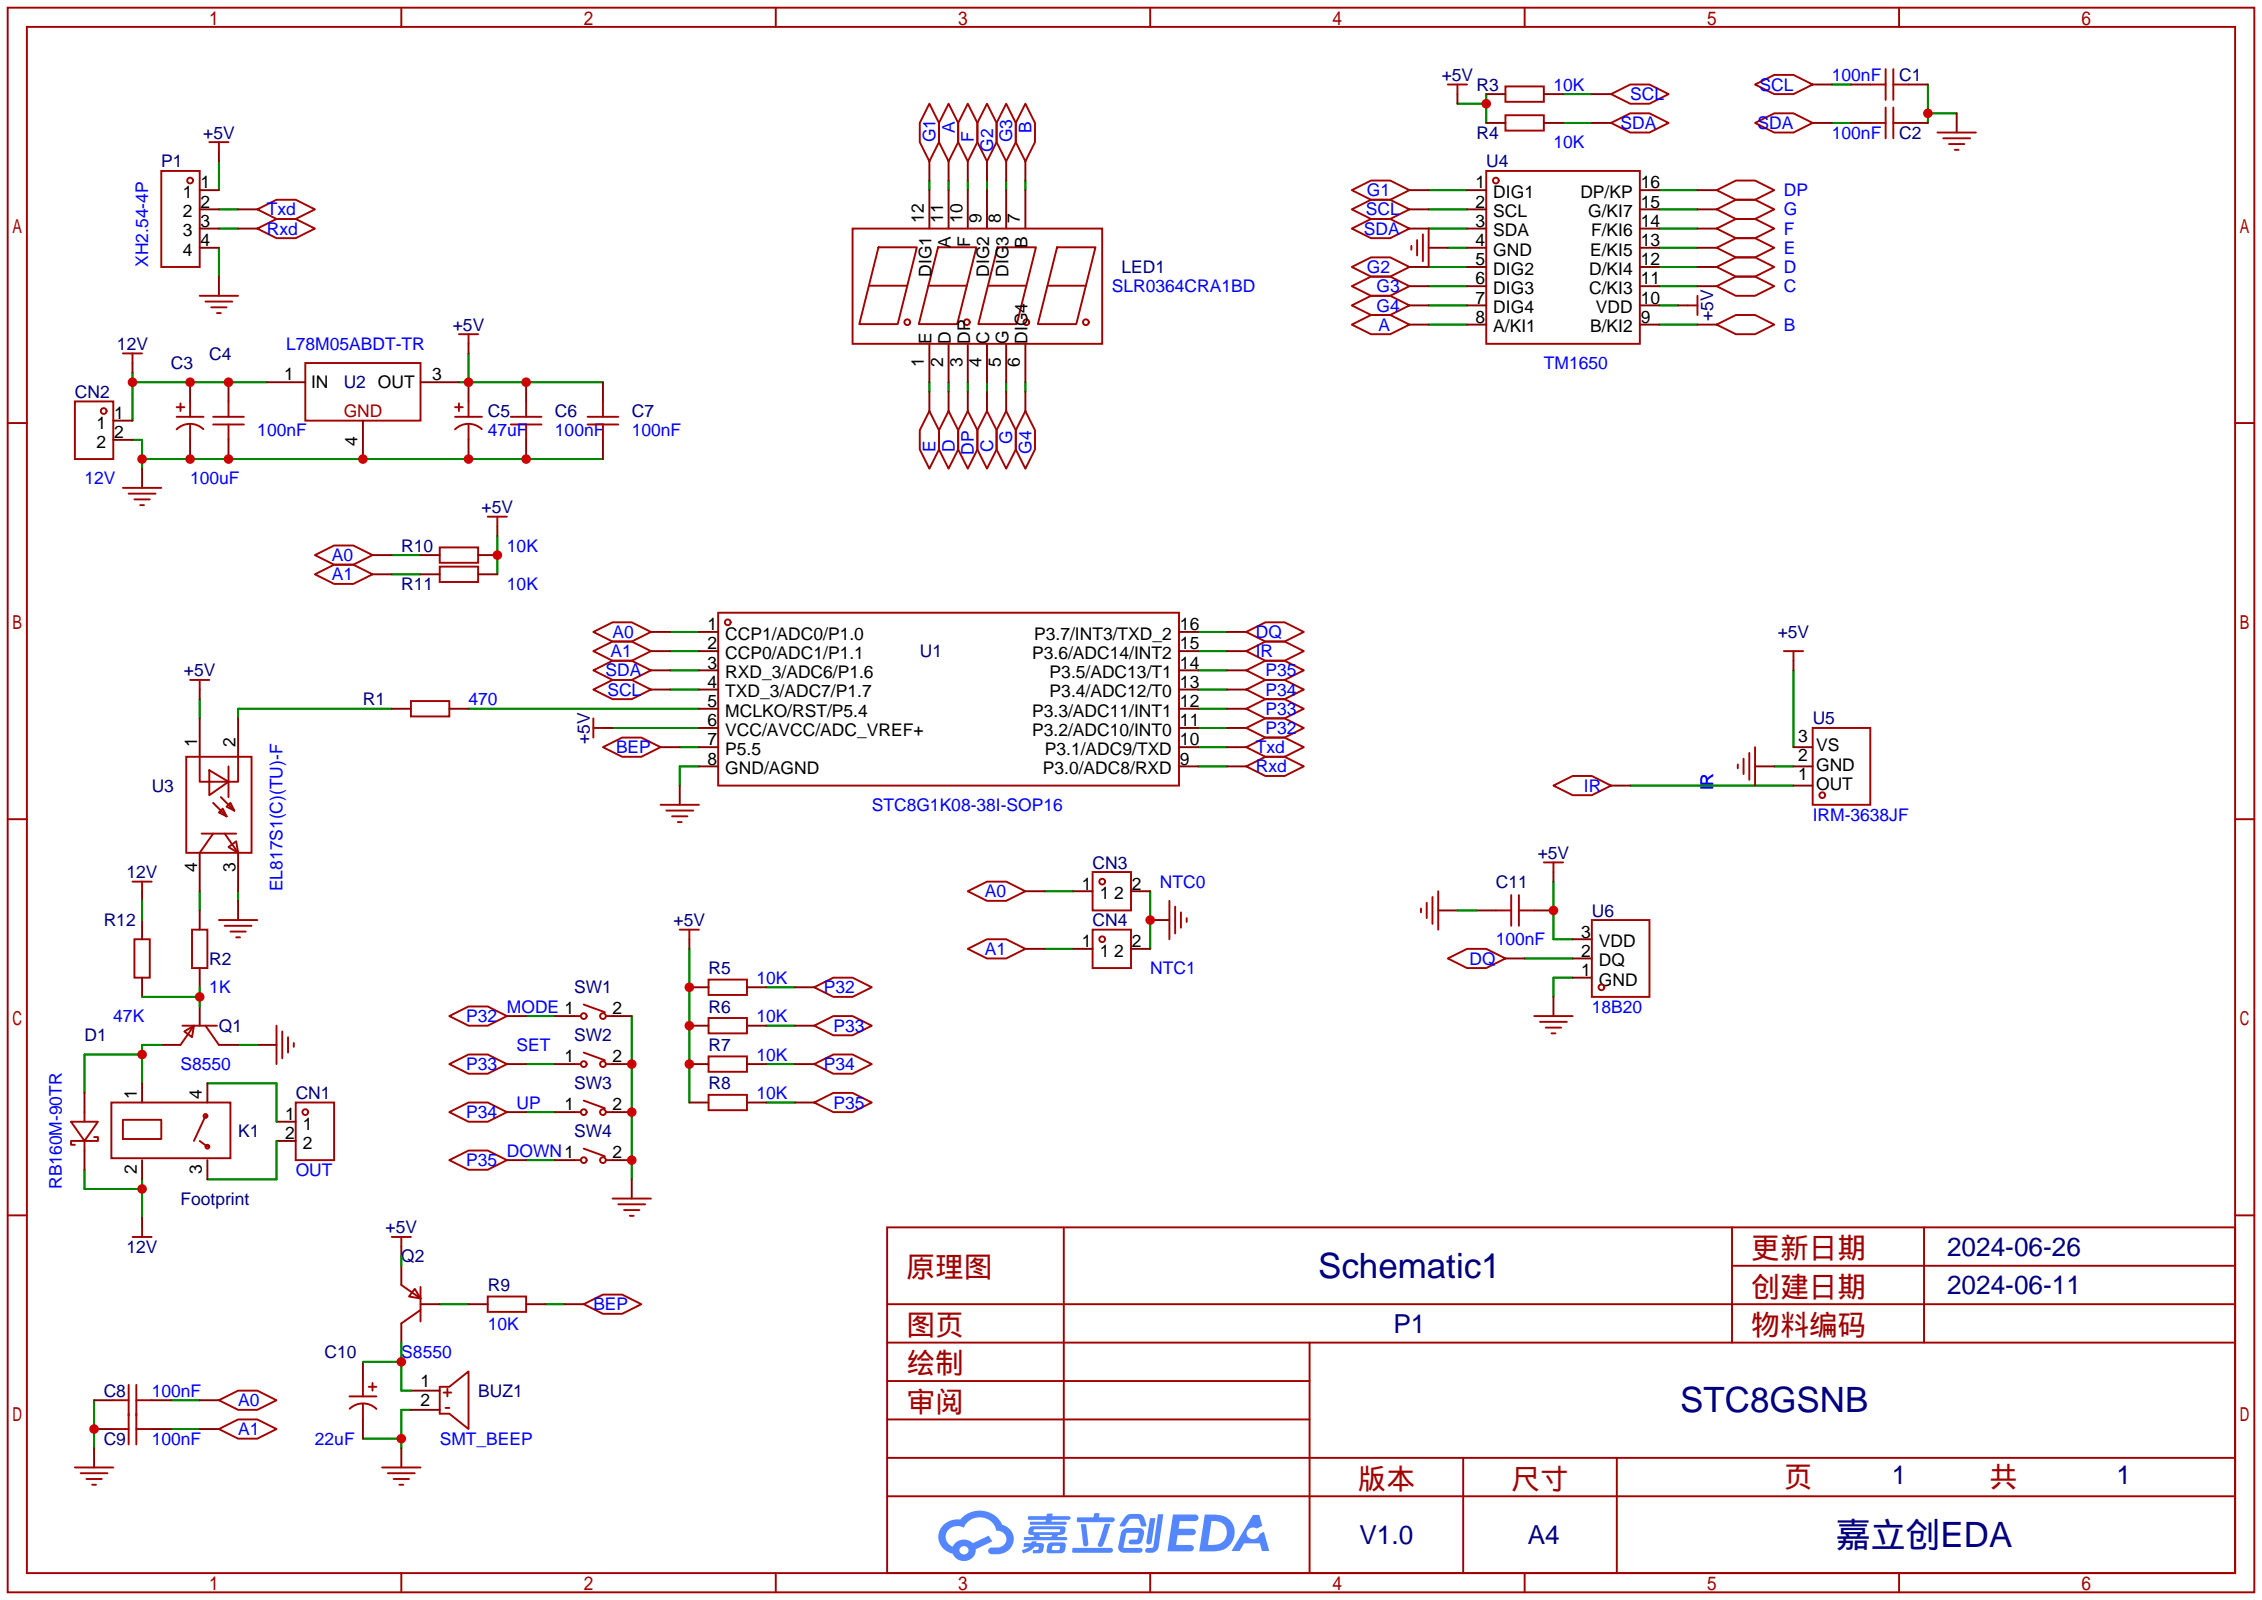 1 2 3 4 5 6
A
B
C
D
+5V
P1
XH2.54-4P
1 1
2 2 Txd
3 3 Rxd
4 4
G1 A F G2 G3 B
12 11 10 9 8 7
DIG1 A F DIG2 DIG3 B
E D DP C G DIG4
1 2 3 4 5 6
E D DP C G G4
LED1
SLR0364CRA1BD
+5V R3 10K SCL
R4 10K SDA
SCL 100nF C1
SDA 100nF C2
U4
G1 1 DIG1 DP/KP 16 DP
SCL 2 SCL G/KI7 15 G
SDA 3 SDA F/KI6 14 F
4 GND E/KI5 13 E
G2 5 DIG2 D/KI4 12 D
G3 6 DIG3 C/KI3 11 C
G4 7 DIG4 VDD 10 +5V
A 8 A/KI1 B/KI2 9 B
TM1650
12V
CN2
1 1
2 2
12V
C3
100uF
C4
100nF
L78M05ABDT-TR
1 IN U2 OUT 3
GND
4
+5V
C5
47uF
C6
100nF
C7
100nF
+5V
A0 R10 10K
A1 R11 10K
U1
A0 1 CCP1/ADC0/P1.0 P3.7/INT3/TXD_2 16 DQ
A1 2 CCP0/ADC1/P1.1 P3.6/ADC14/INT2 15 IR
SDA 3 RXD_3/ADC6/P1.6 P3.5/ADC13/T1 14 P35
SCL 4 TXD_3/ADC7/P1.7 P3.4/ADC12/T0 13 P34
5 MCLKO/RST/P5.4 P3.3/ADC11/INT1 12 P33
+5V 6 VCC/AVCC/ADC_VREF+ P3.2/ADC10/INT0 11 P32
BEP 7 P5.5 P3.1/ADC9/TXD 10 Txd
8 GND/AGND P3.0/ADC8/RXD 9 Rxd
STC8G1K08-38I-SOP16
+5V
R1 470
1 2
U3
EL817S1(C)(TU)-F
4 3
12V
R12
47K
R2
1K
Q1
S8550
D1
RB160M-90TR
1 4
K1
2 3
Footprint
12V
CN1
1 1
2 2
OUT
+5V
U5
3 VS
2 GND
1 OUT
IR IR
IRM-3638JF
+5V
C11
100nF
U6
3 VDD
DQ 2 DQ
1 GND
18B20
CN3
A0 1 1 2 2 NTC0
CN4
A1 1 1 2 2 NTC1
SW1
P32 MODE 1 2
SW2
P33 SET 1 2
SW3
P34 UP 1 2
SW4
P35 DOWN 1 2
+5V
R5 10K P32
R6 10K P33
R7 10K P34
R8 10K P35
+5V
Q2
R9
10K
BEP
S8550
C10
22uF
1
2
BUZ1
SMT_BEEP
C8 100nF A0
C9 100nF A1
原理图 Schematic1 更新日期 2024-06-26
创建日期 2024-06-11
图页 P1 物料编码
绘制
审阅
STC8GSNB
版本 尺寸 页 1 共 1
嘉立创EDA V1.0 A4 嘉立创EDA
A
B
C
D
1 2 3 4 5 6